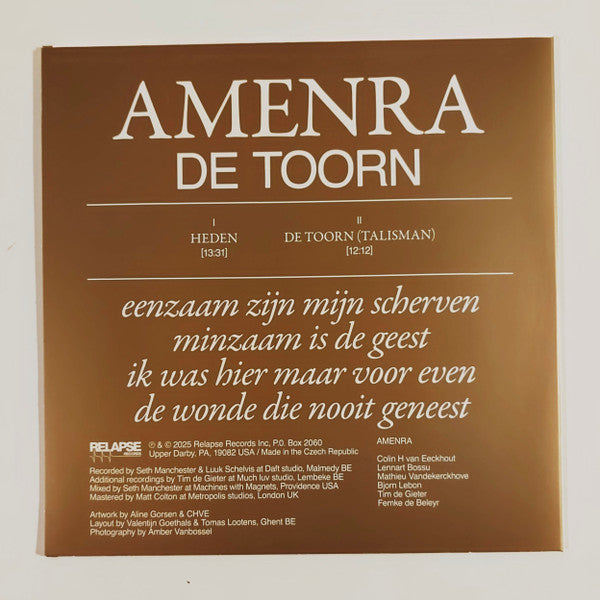 AMENRA
DE TOORN
I
HEDEN
[13:31]
II
DE TOORN (TALISMAN)
[12:12]
eenzaam zijn mijn scherven
minzaam is de geest
ik was hier maar voor even
de wonde die nooit geneest
RELAPSE
RECORDS
℗ & © 2025 Relapse Records Inc, P.O. Box 2060
Upper Darby, PA, 19082 USA / Made in the Czech Republic
Recorded by Seth Manchester & Luuk Schelvis at Daft studio, Malmedy BE
Additional recordings by Tim de Gieter at Much luv studio, Lembeke BE
Mixed by Seth Manchester at Machines with Magnets, Providence USA
Mastered by Matt Colton at Metropolis studios, London UK
Artwork by Aline Gorsen & CHVE
Layout by Valentijn Goethals & Tomas Lootens, Ghent BE
Photography by Amber Vanbossel
AMENRA
Colin H van Eeckhout
Lennart Bossu
Mathieu Vandekerckhove
Bjorn Lebon
Tim de Gieter
Femke de Beleyr